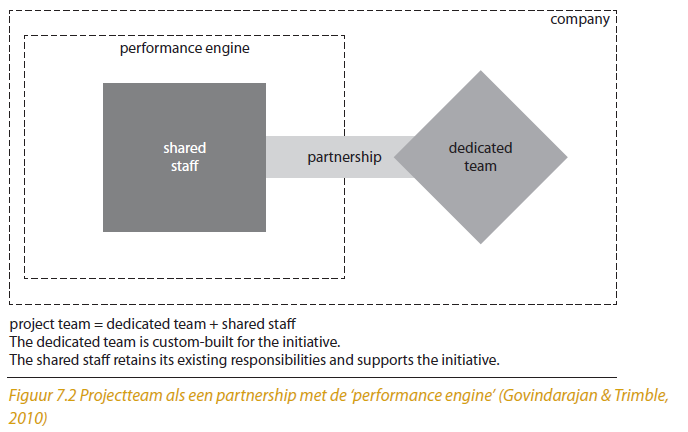 company
performance engine
shared
staff
partnership
dedicated
team
project team = dedicated team + shared staff
The dedicated team is custom-built for the initiative.
The shared staff retains its existing responsibilities and supports the initiative.
Figuur 7.2 Projectteam als een partnership met de ‘performance engine’ (Govindarajan & Trimble,
2010)